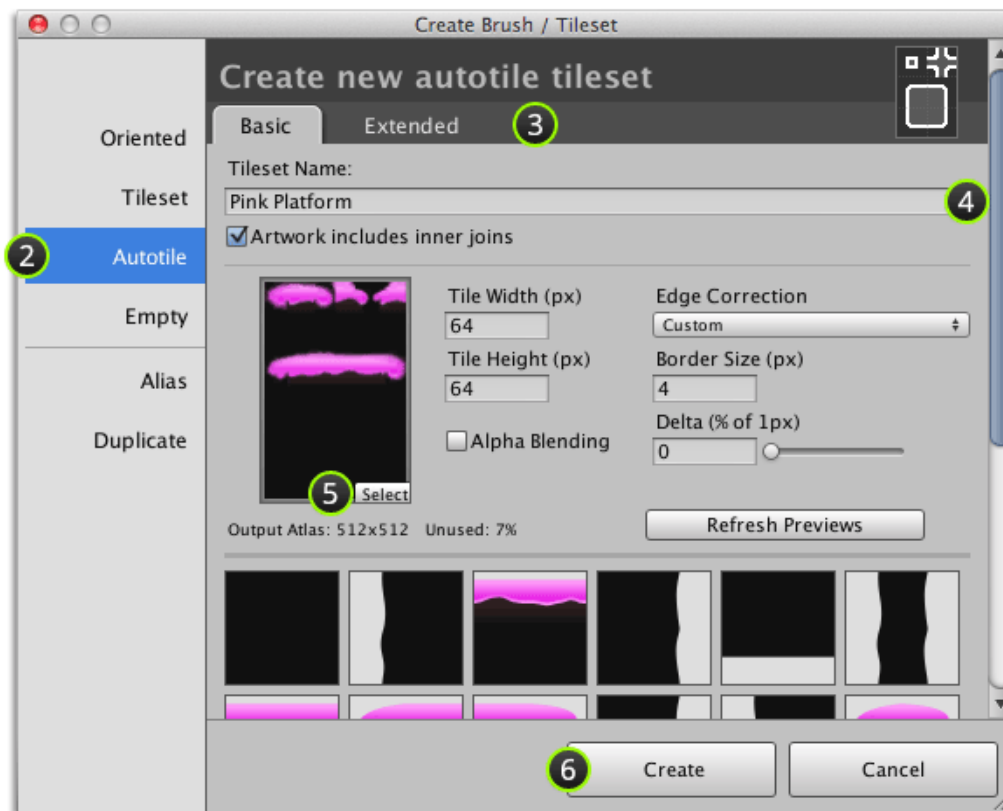 Create Brush / Tileset
Create new autotile tileset
Basic Extended 3
Oriented
Tileset
2 Autotile
Empty
Alias
Duplicate
Tileset Name:
Pink Platform 4
Artwork includes inner joins
Tile Width (px)
64
Tile Height (px)
64
Alpha Blending
Edge Correction
Custom
Border Size (px)
4
Delta (% of 1px)
0
5 Select
Output Atlas: 512x512 Unused: 7%
Refresh Previews
6 Create Cancel